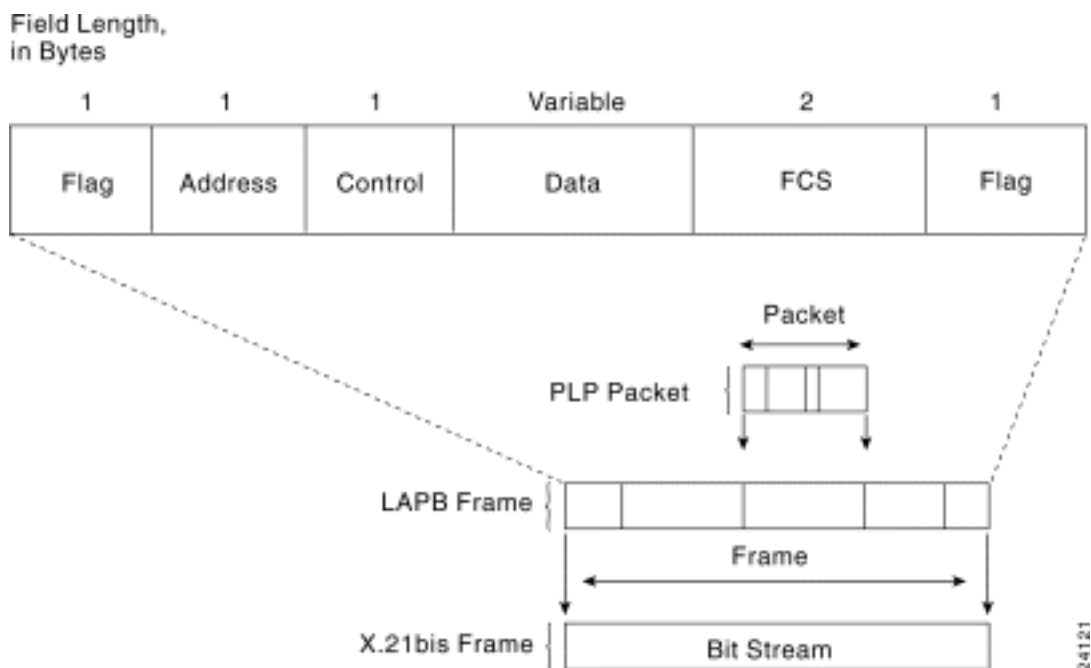 Field Length,
in Bytes
1 1 1 Variable 2 1
Flag Address Control Data FCS Flag
Packet
PLP Packet
LAPB Frame
Frame
X.21bis Frame
Bit Stream
24121